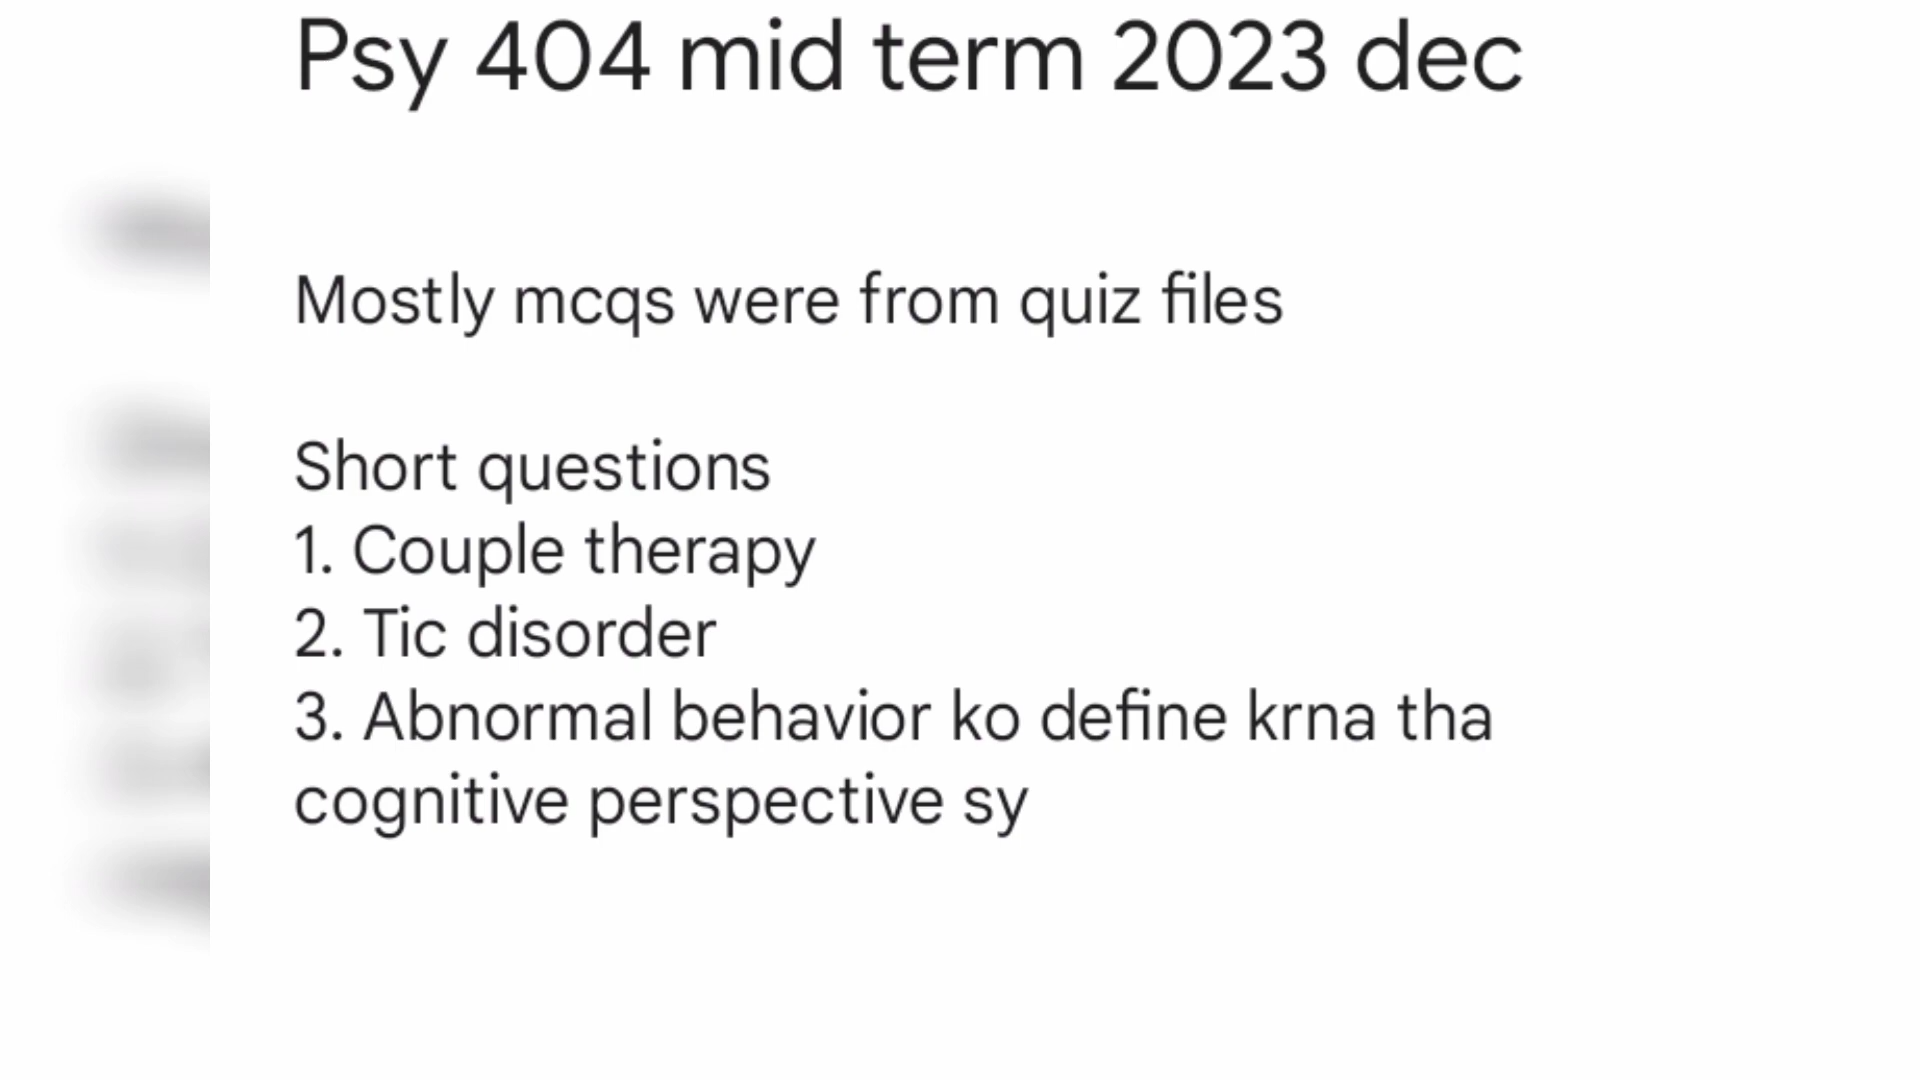 Psy 404 mid term 2023 dec
Mostly mcqs were from quiz files
Short questions
1. Couple therapy
2. Tic disorder
3. Abnormal behavior ko define krna tha
cognitive perspective sy